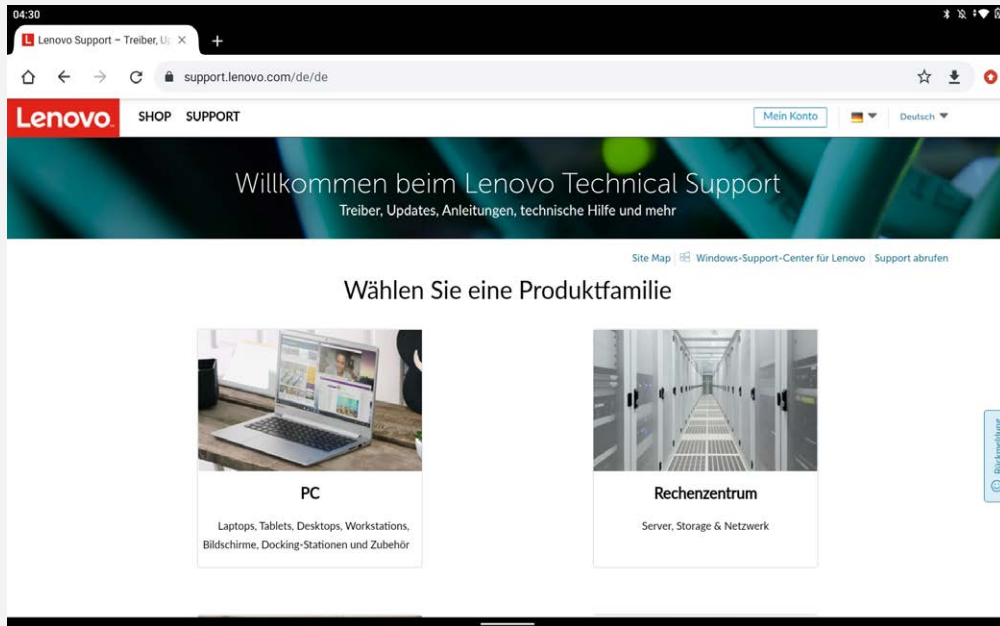 04:30
Lenovo Support – Treiber, Up
support.lenovo.com/de/de
Lenovo
SHOP SUPPORT
Mein Konto
Deutsch
Willkommen beim Lenovo Technical Support
Treiber, Updates, Anleitungen, technische Hilfe und mehr
Site Map Windows-Support-Center für Lenovo Support abrufen
Wählen Sie eine Produktfamilie
PC
Laptops, Tablets, Desktops, Workstations,
Bildschirme, Docking-Stationen und Zubehör
Rechenzentrum
Server, Storage & Netzwerk
Rückmeldung